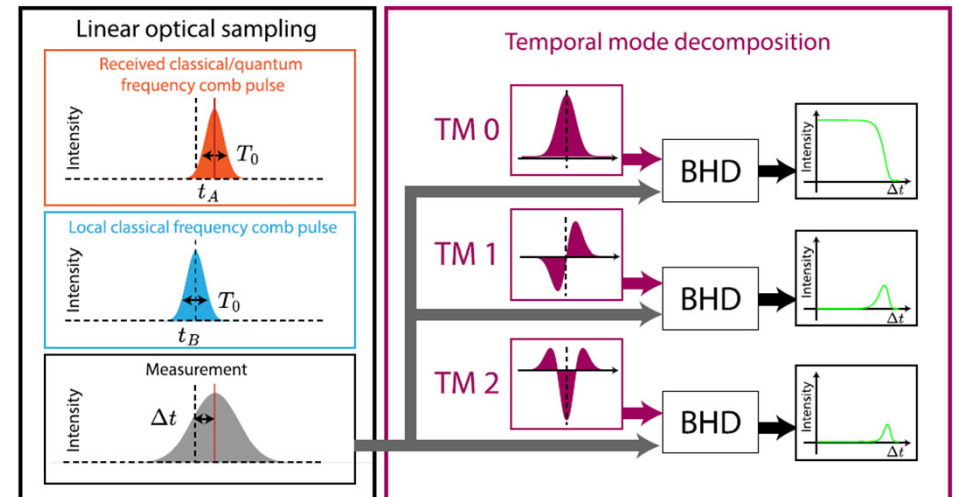 Linear optical sampling
Received classical/quantum
frequency comb pulse
Intensity
T₀
t_A
Local classical frequency comb pulse
Intensity
T₀
t_B
Measurement
Intensity
Δt
Temporal mode decomposition
TM 0
BHD
Intensity
Δt
TM 1
BHD
Intensity
Δt
TM 2
BHD
Intensity
Δt